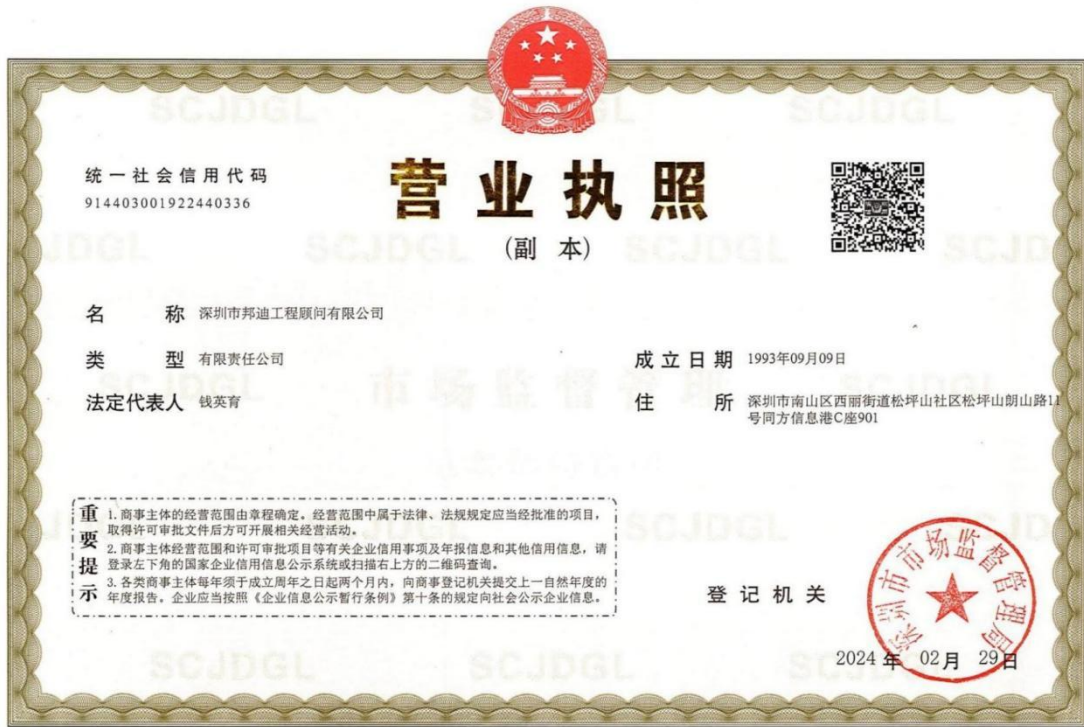 统一社会信用代码
914403001922440336
营业执照
(副 本)
名 称 深圳市邦迪工程顾问有限公司
类 型 有限责任公司
成立日期 1993年09月09日
法定代表人 钱英育
住 所 深圳市南山区西丽街道松坪山社区松坪山朗山路11
号同方信息港C座901
重要提示
1.商事主体的经营范围由章程确定。经营范围中属于法律、法规规定应当经批准的项目，
取得许可审批文件后方可开展相关经营活动。
2.商事主体经营范围和许可审批项目等有关企业信用事项及年报信息和其他信用信息，请
登录左下角的国家企业信用信息公示系统或扫描右上方的二维码查询。
3.各类商事主体每年须于成立周年之日起两个月内，向商事登记机关提交上一自然年度的
年度报告。企业应当按照《企业信息公示暂行条例》第十条的规定向社会公示企业信息。
登记机关
深圳市市场监督管理局
2024年 02月 29日
SCJDGL
市场监督管理